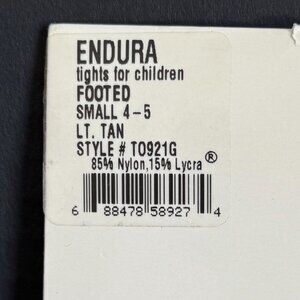 ENDURA
tights for children
FOOTED
SMALL 4-5
LT. TAN
STYLE # TO921G
85% Nylon, 15% Lycra ®
6 88478 58927 4